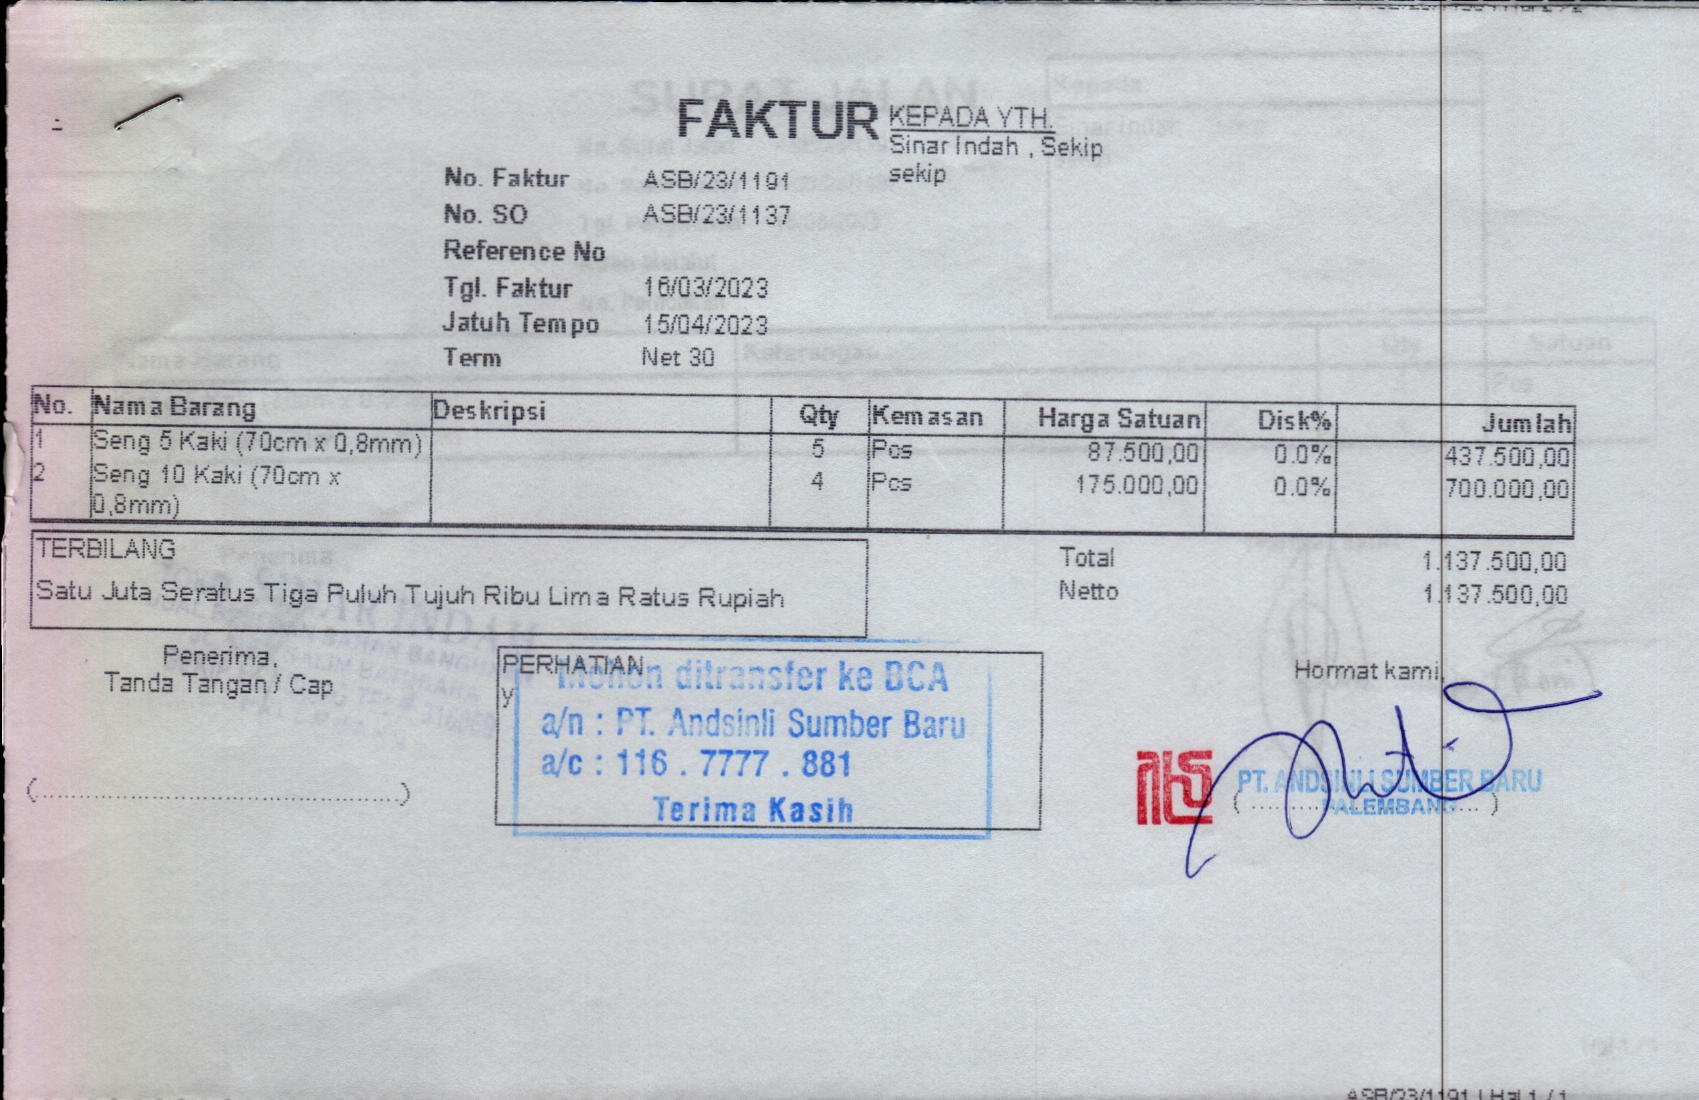 FAKTUR
KEPADA YTH.
Sinar Indah , Sekip
sekip
No. Faktur ASB/23/1191
No. SO ASB/23/1137
Reference No
Tgl. Faktur 16/03/2023
Jatuh Tempo 15/04/2023
Term Net 30
No. Nama Barang Deskripsi Qty Kemasan Harga Satuan Disk% Jumlah
1 Seng 5 Kaki (70cm x 0,8mm) 5 Pcs 87.500,00 0.0% 437.500,00
2 Seng 10 Kaki (70cm x 4 Pcs 175.000,00 0.0% 700.000,00
0,8mm)
TERBILANG
Satu Juta Seratus Tiga Puluh Tujuh Ribu Lima Ratus Rupiah
Total 1.137.500,00
Netto 1.137.500,00
Penerima,
Tanda Tangan / Cap
(..........................................)
PERHATIAN
y
Mohon ditransfer ke BCA
a/n : PT. Andsinli Sumber Baru
a/c : 116 . 7777 . 881
Terima Kasih
Hormat kami,
PT. ANDSINLI SUMBER BARU
PALEMBANG
ASB/23/1191 | Hal 1 / 1